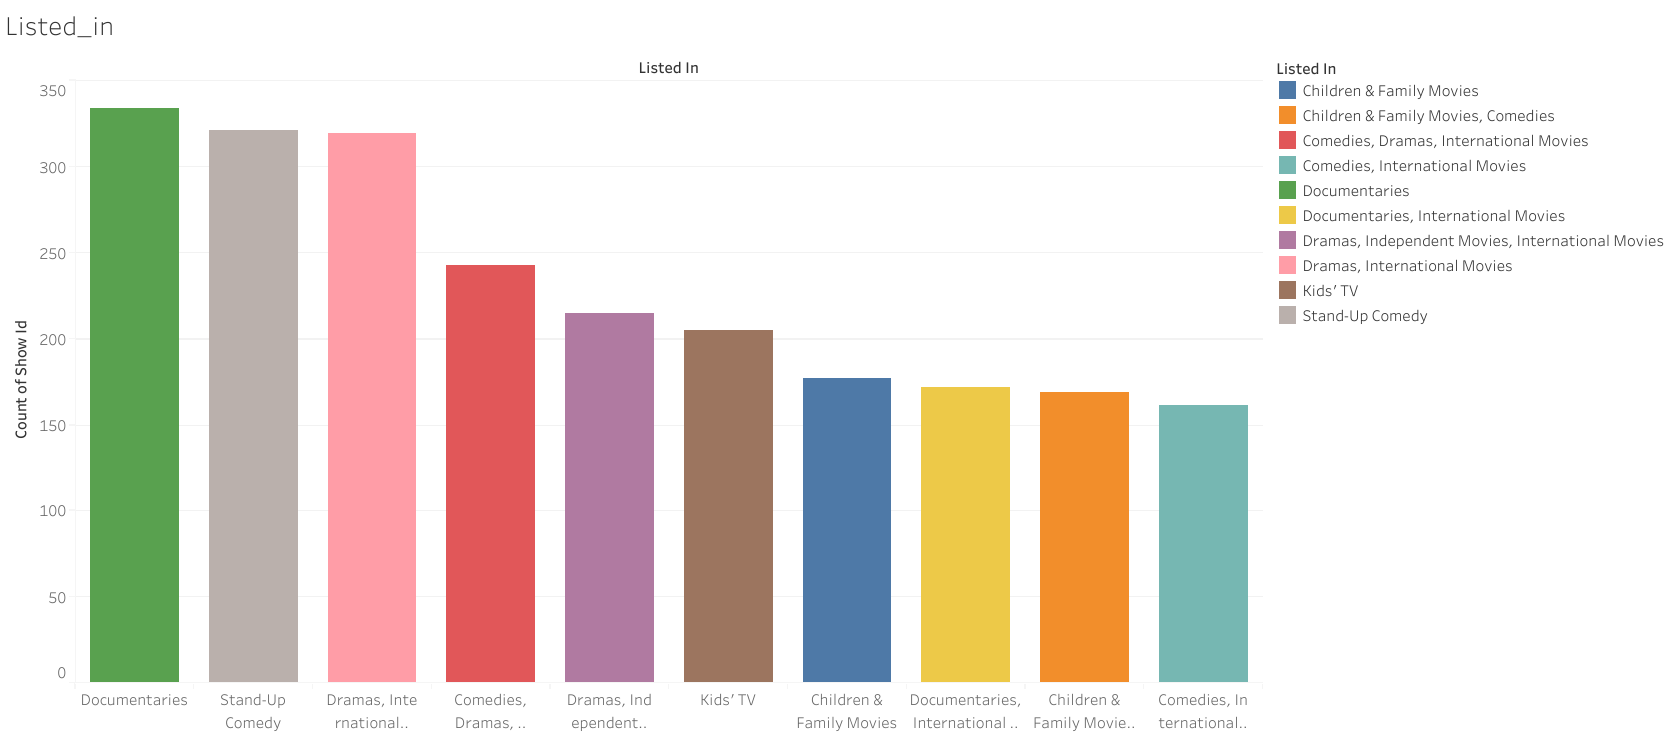 Listed_in
Listed In
350
300
250
200
150
100
50
0
Count of Show Id
Documentaries
Stand-Up
Comedy
Dramas, Inte
rnational..
Comedies,
Dramas, ..
Dramas, Ind
ependent..
Kids’ TV
Children &
Family Movies
Documentaries,
International ..
Children &
Family Movie..
Comedies, In
ternational..
Listed In
Children & Family Movies
Children & Family Movies, Comedies
Comedies, Dramas, International Movies
Comedies, International Movies
Documentaries
Documentaries, International Movies
Dramas, Independent Movies, International Movies
Dramas, International Movies
Kids’ TV
Stand-Up Comedy